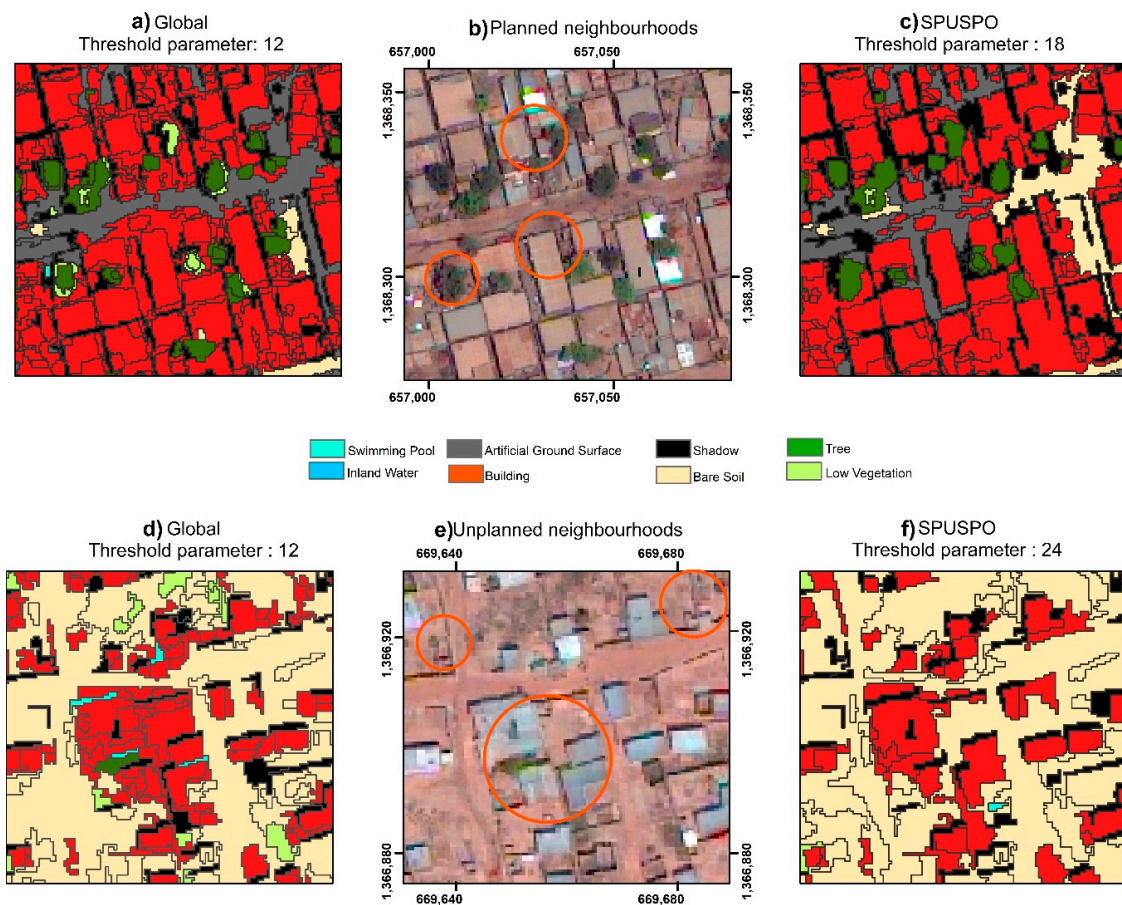 a) Global
Threshold parameter: 12
b) Planned neighbourhoods
657,000
657,050
c) SPUSPO
Threshold parameter : 18
1,368,350
1,368,350
1,368,300
1,368,300
657,000
657,050
Swimming Pool
Artificial Ground Surface
Shadow
Tree
Inland Water
Building
Bare Soil
Low Vegetation
d) Global
Threshold parameter : 12
e) Unplanned neighbourhoods
669,640
669,680
f) SPUSPO
Threshold parameter : 24
1,366,920
1,366,920
1,366,880
1,366,880
669,640
669,680